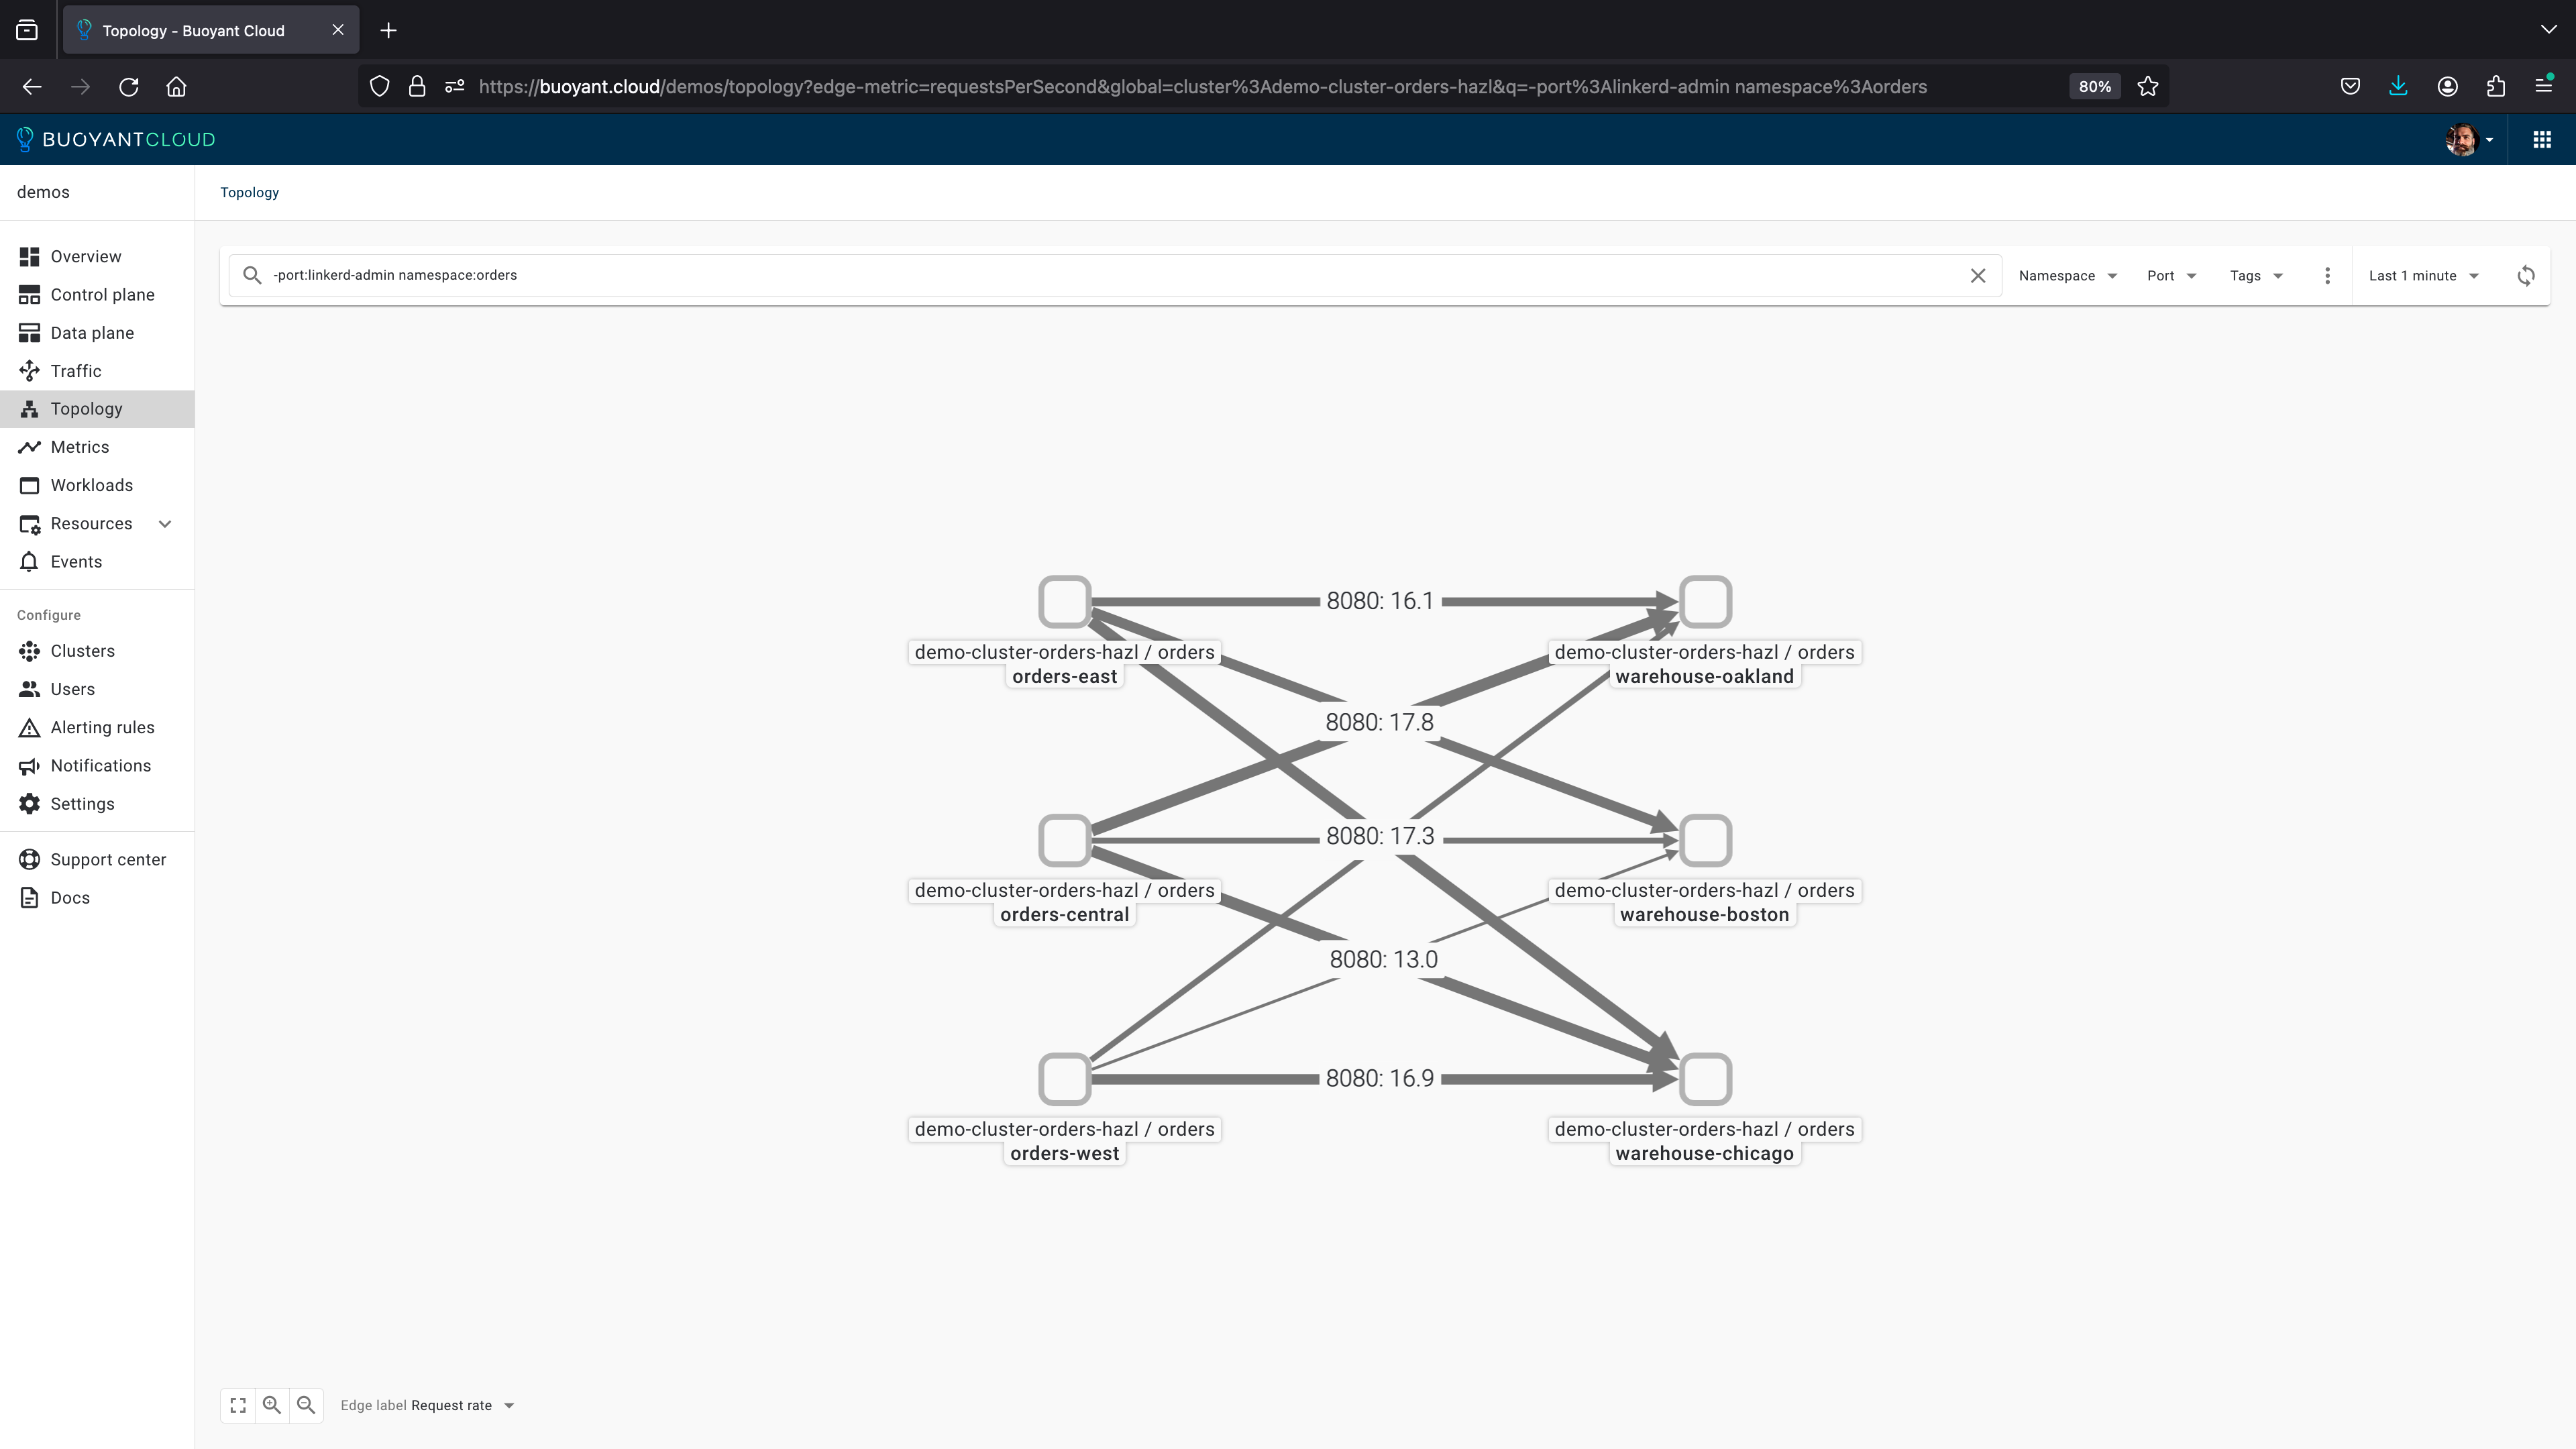 Topology - Buoyant Cloud
https://buoyant.cloud/demos/topology?edge-metric=requestsPerSecond&global=cluster%3Ademo-cluster-orders-hazl&q=-port%3Alinkerd-admin namespace%3Aorders
80%
BUOYANTCLOUD
demos
Topology
Overview
Control plane
Data plane
Traffic
Topology
Metrics
Workloads
Resources
Events
Configure
Clusters
Users
Alerting rules
Notifications
Settings
Support center
Docs
-port:linkerd-admin namespace:orders
Namespace
Port
Tags
Last 1 minute
8080: 16.1
demo-cluster-orders-hazl / orders
orders-east
demo-cluster-orders-hazl / orders
warehouse-oakland
8080: 17.8
8080: 17.3
demo-cluster-orders-hazl / orders
orders-central
demo-cluster-orders-hazl / orders
warehouse-boston
8080: 13.0
8080: 16.9
demo-cluster-orders-hazl / orders
orders-west
demo-cluster-orders-hazl / orders
warehouse-chicago
Edge label Request rate